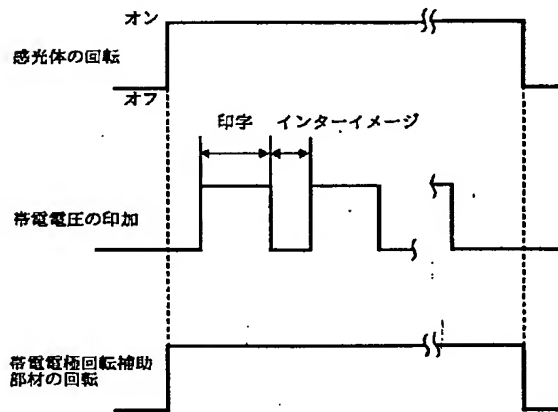 オン
感光体の回転
オフ
印字 インターイメージ
帯電電圧の印加
帯電電極回転補助
部材の回転